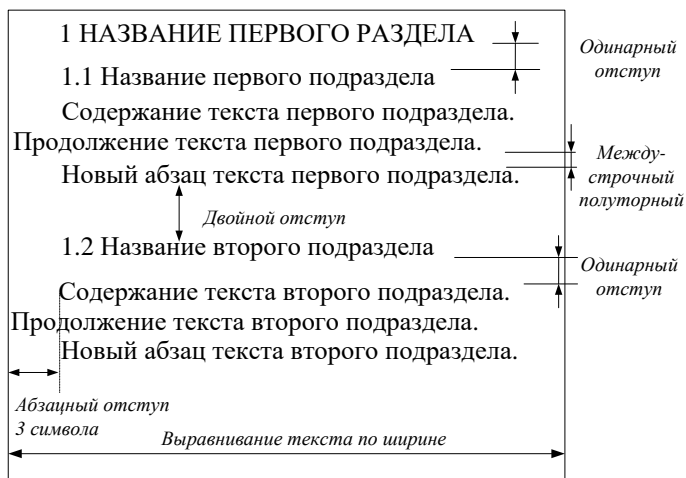 1 НАЗВАНИЕ ПЕРВОГО РАЗДЕЛА
Одинарный
отступ
1.1 Название первого подраздела
Содержание текста первого подраздела.
Продолжение текста первого подраздела.
Между-
строчный
полуторный
Новый абзац текста первого подраздела.
Двойной отступ
1.2 Название второго подраздела
Одинарный
отступ
Содержание текста второго подраздела.
Продолжение текста второго подраздела.
Новый абзац текста второго подраздела.
Абзацный отступ
3 символа
Выравнивание текста по ширине